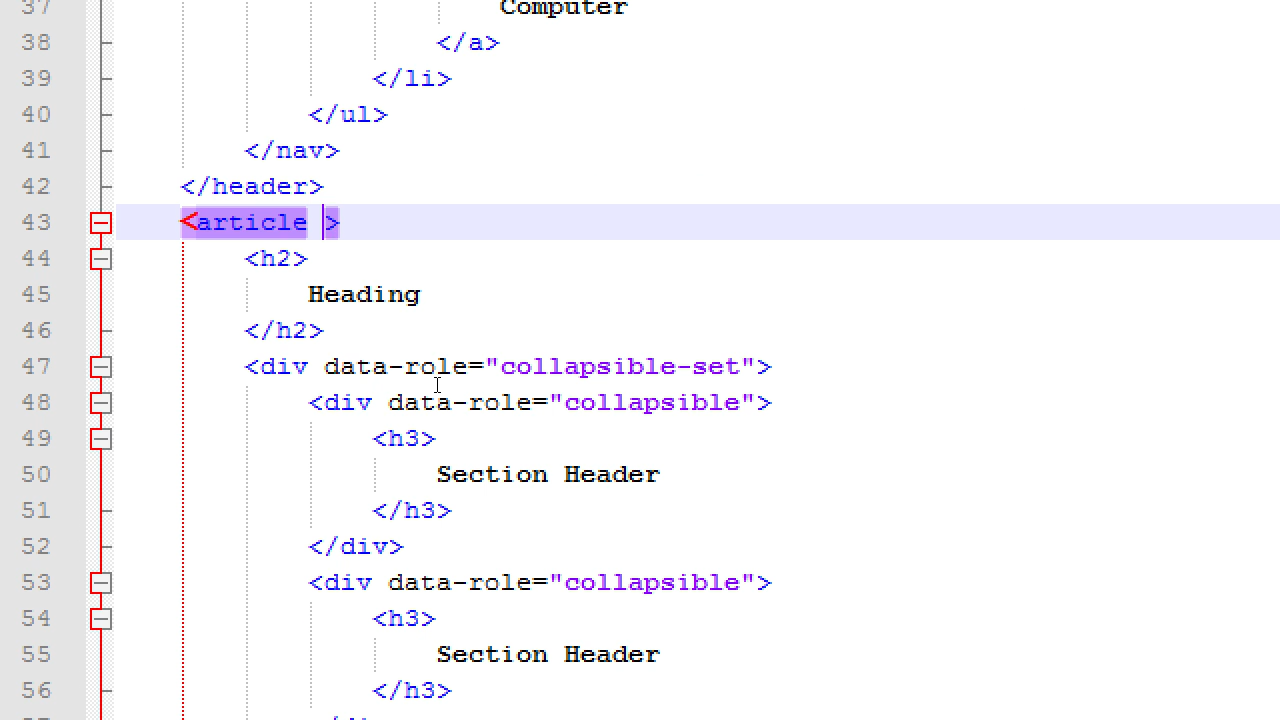 37 Computer
38 </a>
39 </li>
40 </ul>
41 </nav>
42 </header>
43 <article >
44 <h2>
45 Heading
46 </h2>
47 <div data-role="collapsible-set">
48 <div data-role="collapsible">
49 <h3>
50 Section Header
51 </h3>
52 </div>
53 <div data-role="collapsible">
54 <h3>
55 Section Header
56 </h3>